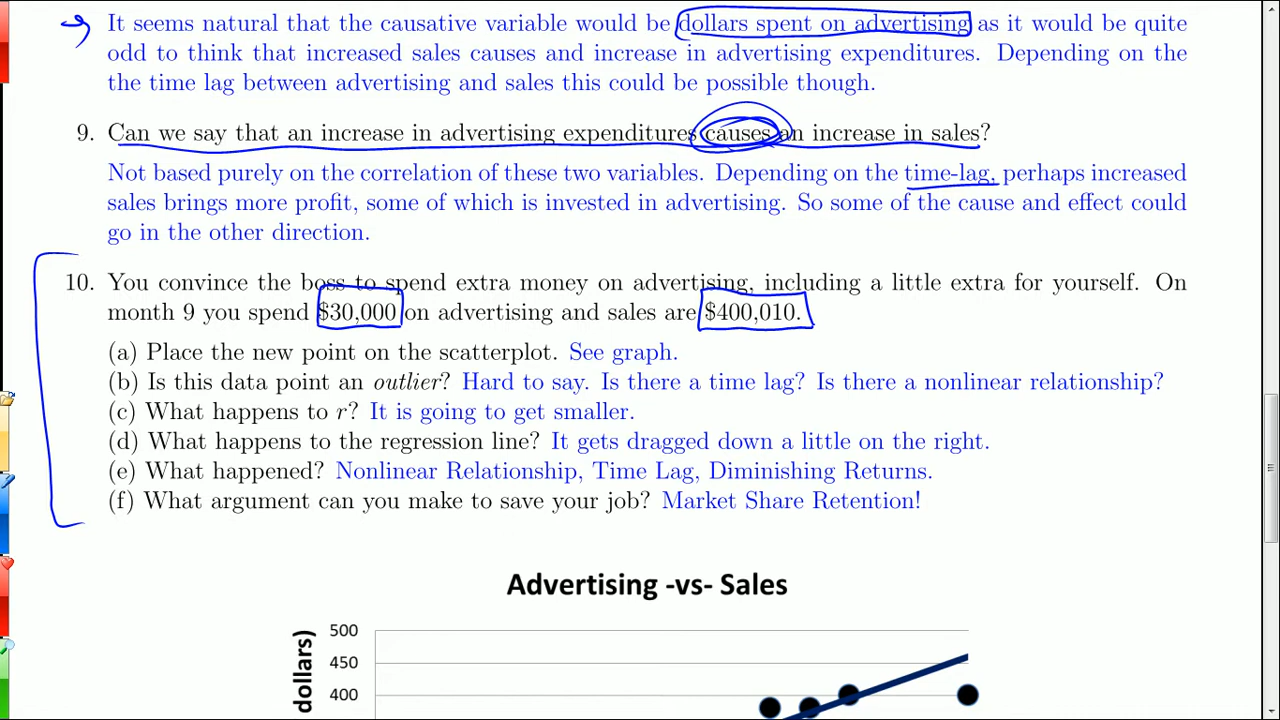 It seems natural that the causative variable would be dollars spent on advertising as it would be quite
odd to think that increased sales causes and increase in advertising expenditures. Depending on the
the time lag between advertising and sales this could be possible though.
9. Can we say that an increase in advertising expenditures causes an increase in sales?
Not based purely on the correlation of these two variables. Depending on the time-lag, perhaps increased
sales brings more profit, some of which is invested in advertising. So some of the cause and effect could
go in the other direction.
10. You convince the boss to spend extra money on advertising, including a little extra for yourself. On
month 9 you spend $30,000 on advertising and sales are $400,010.
(a) Place the new point on the scatterplot. See graph.
(b) Is this data point an outlier? Hard to say. Is there a time lag? Is there a nonlinear relationship?
(c) What happens to r? It is going to get smaller.
(d) What happens to the regression line? It gets dragged down a little on the right.
(e) What happened? Nonlinear Relationship, Time Lag, Diminishing Returns.
(f) What argument can you make to save your job? Market Share Retention!
Advertising -vs- Sales
dollars)
500
450
400